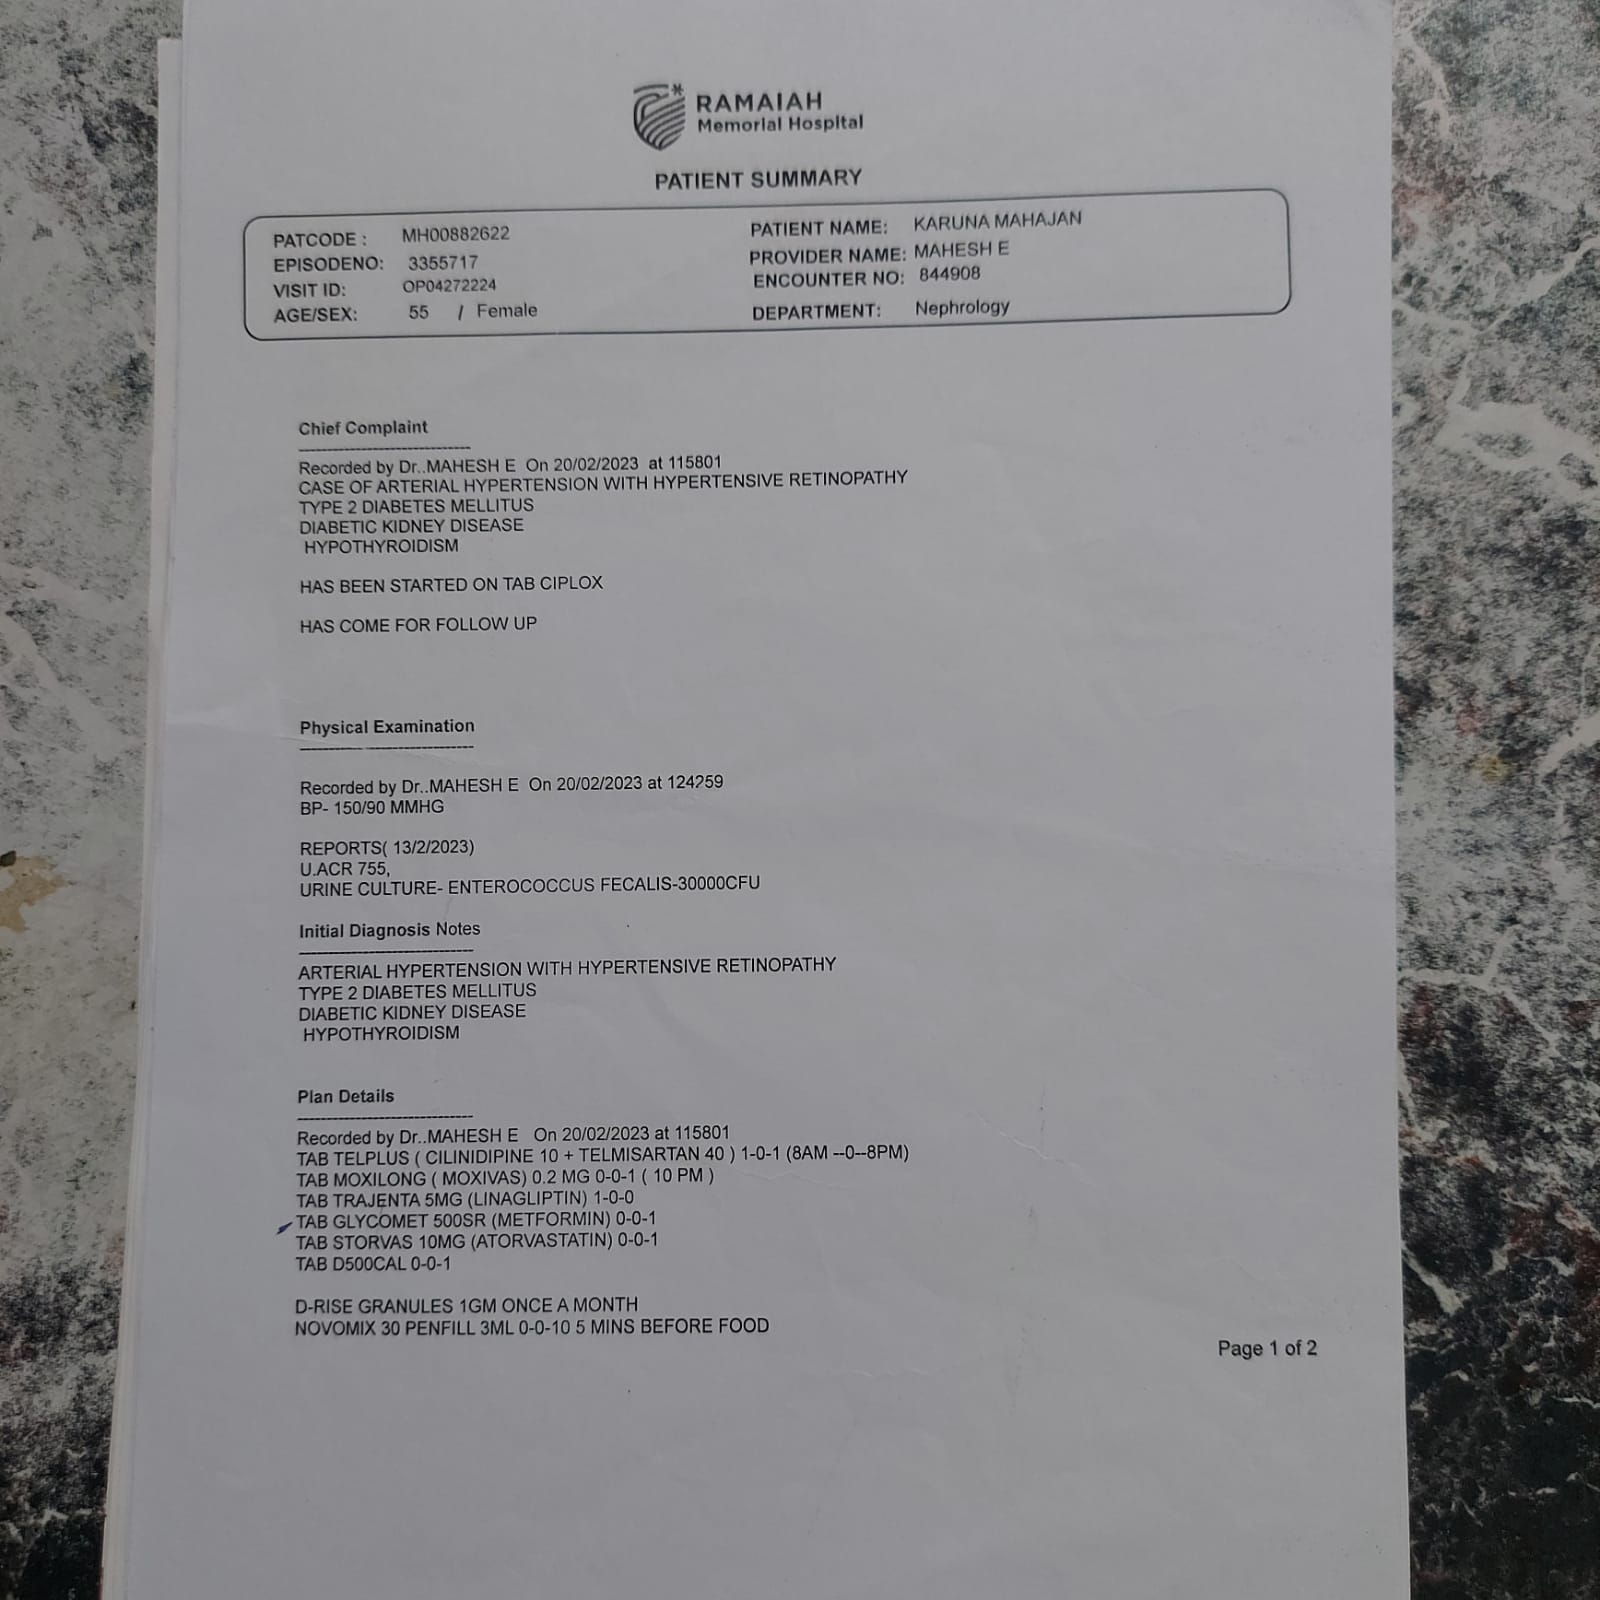 RAMAIAH
Memorial Hospital
PATIENT SUMMARY
PATCODE : MH00882622 PATIENT NAME: KARUNA MAHAJAN
EPISODENO: 3355717 PROVIDER NAME: MAHESH E
VISIT ID: OP04272224 ENCOUNTER NO: 844908
AGE/SEX: 55 / Female DEPARTMENT: Nephrology
Chief Complaint
Recorded by Dr..MAHESH E On 20/02/2023 at 115801
CASE OF ARTERIAL HYPERTENSION WITH HYPERTENSIVE RETINOPATHY
TYPE 2 DIABETES MELLITUS
DIABETIC KIDNEY DISEASE
HYPOTHYROIDISM
HAS BEEN STARTED ON TAB CIPLOX
HAS COME FOR FOLLOW UP
Physical Examination
Recorded by Dr..MAHESH E On 20/02/2023 at 124259
BP- 150/90 MMHG
REPORTS( 13/2/2023)
U.ACR 755,
URINE CULTURE- ENTEROCOCCUS FECALIS-30000CFU
Initial Diagnosis Notes
ARTERIAL HYPERTENSION WITH HYPERTENSIVE RETINOPATHY
TYPE 2 DIABETES MELLITUS
DIABETIC KIDNEY DISEASE
HYPOTHYROIDISM
Plan Details
Recorded by Dr..MAHESH E On 20/02/2023 at 115801
TAB TELPLUS ( CILINIDIPINE 10 + TELMISARTAN 40 ) 1-0-1 (8AM --0--8PM)
TAB MOXILONG ( MOXIVAS) 0.2 MG 0-0-1 ( 10 PM )
TAB TRAJENTA 5MG (LINAGLIPTIN) 1-0-0
TAB GLYCOMET 500SR (METFORMIN) 0-0-1
TAB STORVAS 10MG (ATORVASTATIN) 0-0-1
TAB D500CAL 0-0-1
D-RISE GRANULES 1GM ONCE A MONTH
NOVOMIX 30 PENFILL 3ML 0-0-10 5 MINS BEFORE FOOD
Page 1 of 2